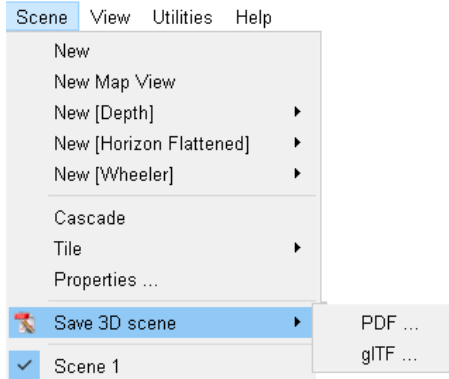 Scene View Utilities Help
New
New Map View
New [Depth]
New [Horizon Flattened]
New [Wheeler]
Cascade
Tile
Properties ...
Save 3D scene
PDF ...
glTF ...
Scene 1